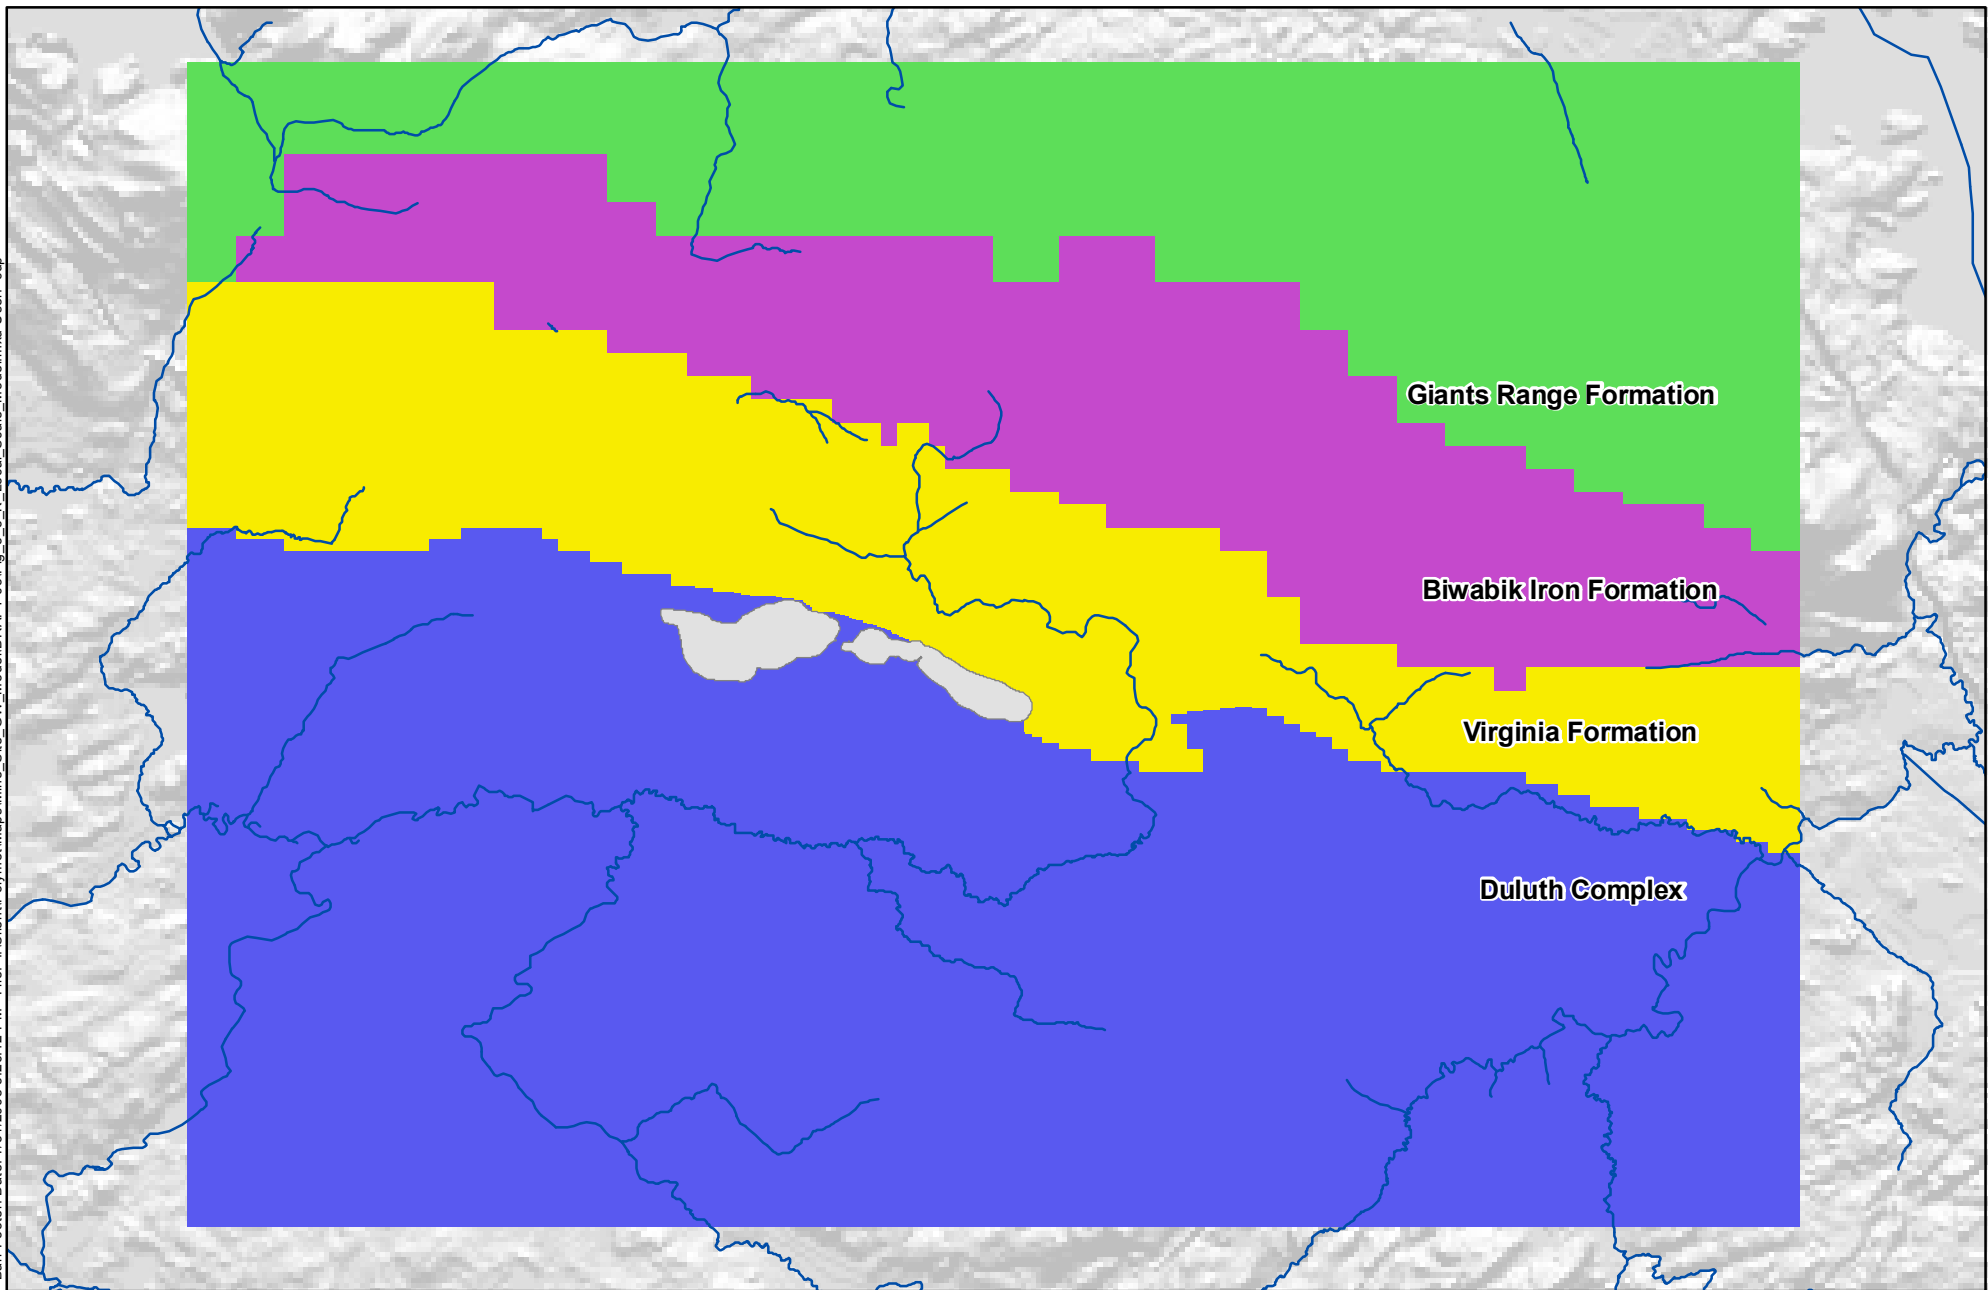 Giants Range Formation
Biwabik Iron Formation
Virginia Formation
Duluth Complex